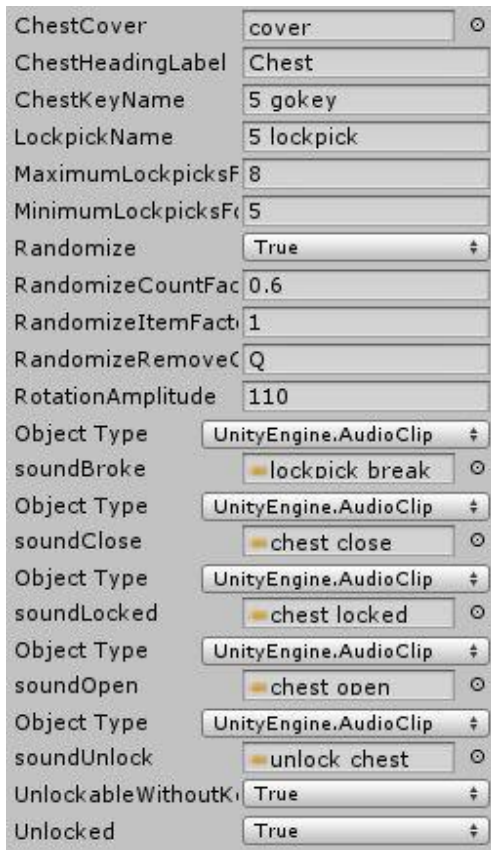 ChestCover cover
ChestHeadingLabel Chest
ChestKeyName 5 gokey
LockpickName 5 lockpick
MaximumLockpicksF 8
MinimumLockpicksFo 5
Randomize True
RandomizeCountFac 0.6
RandomizeItemFact 1
RandomizeRemoveC Q
RotationAmplitude 110
Object Type UnityEngine.AudioClip
soundBroke lockpick break
Object Type UnityEngine.AudioClip
soundClose chest close
Object Type UnityEngine.AudioClip
soundLocked chest locked
Object Type UnityEngine.AudioClip
soundOpen chest open
Object Type UnityEngine.AudioClip
soundUnlock unlock chest
UnlockableWithoutK True
Unlocked True